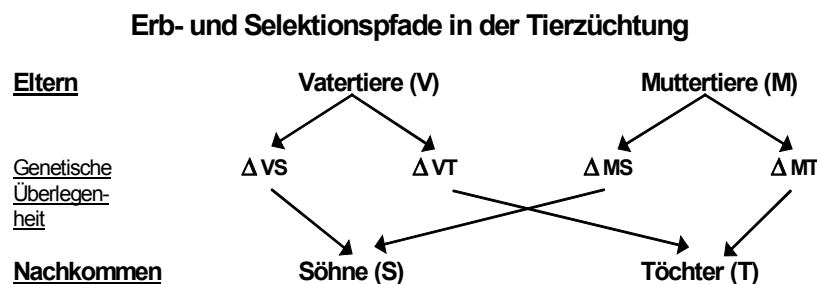 Erb- und Selektionspfade in der Tierzüchtung
Eltern Vatertiere (V) Muttertiere (M)
Genetische Δ VS Δ VT Δ MS Δ MT
Überlegen-
heit
Nachkommen Söhne (S) Töchter (T)